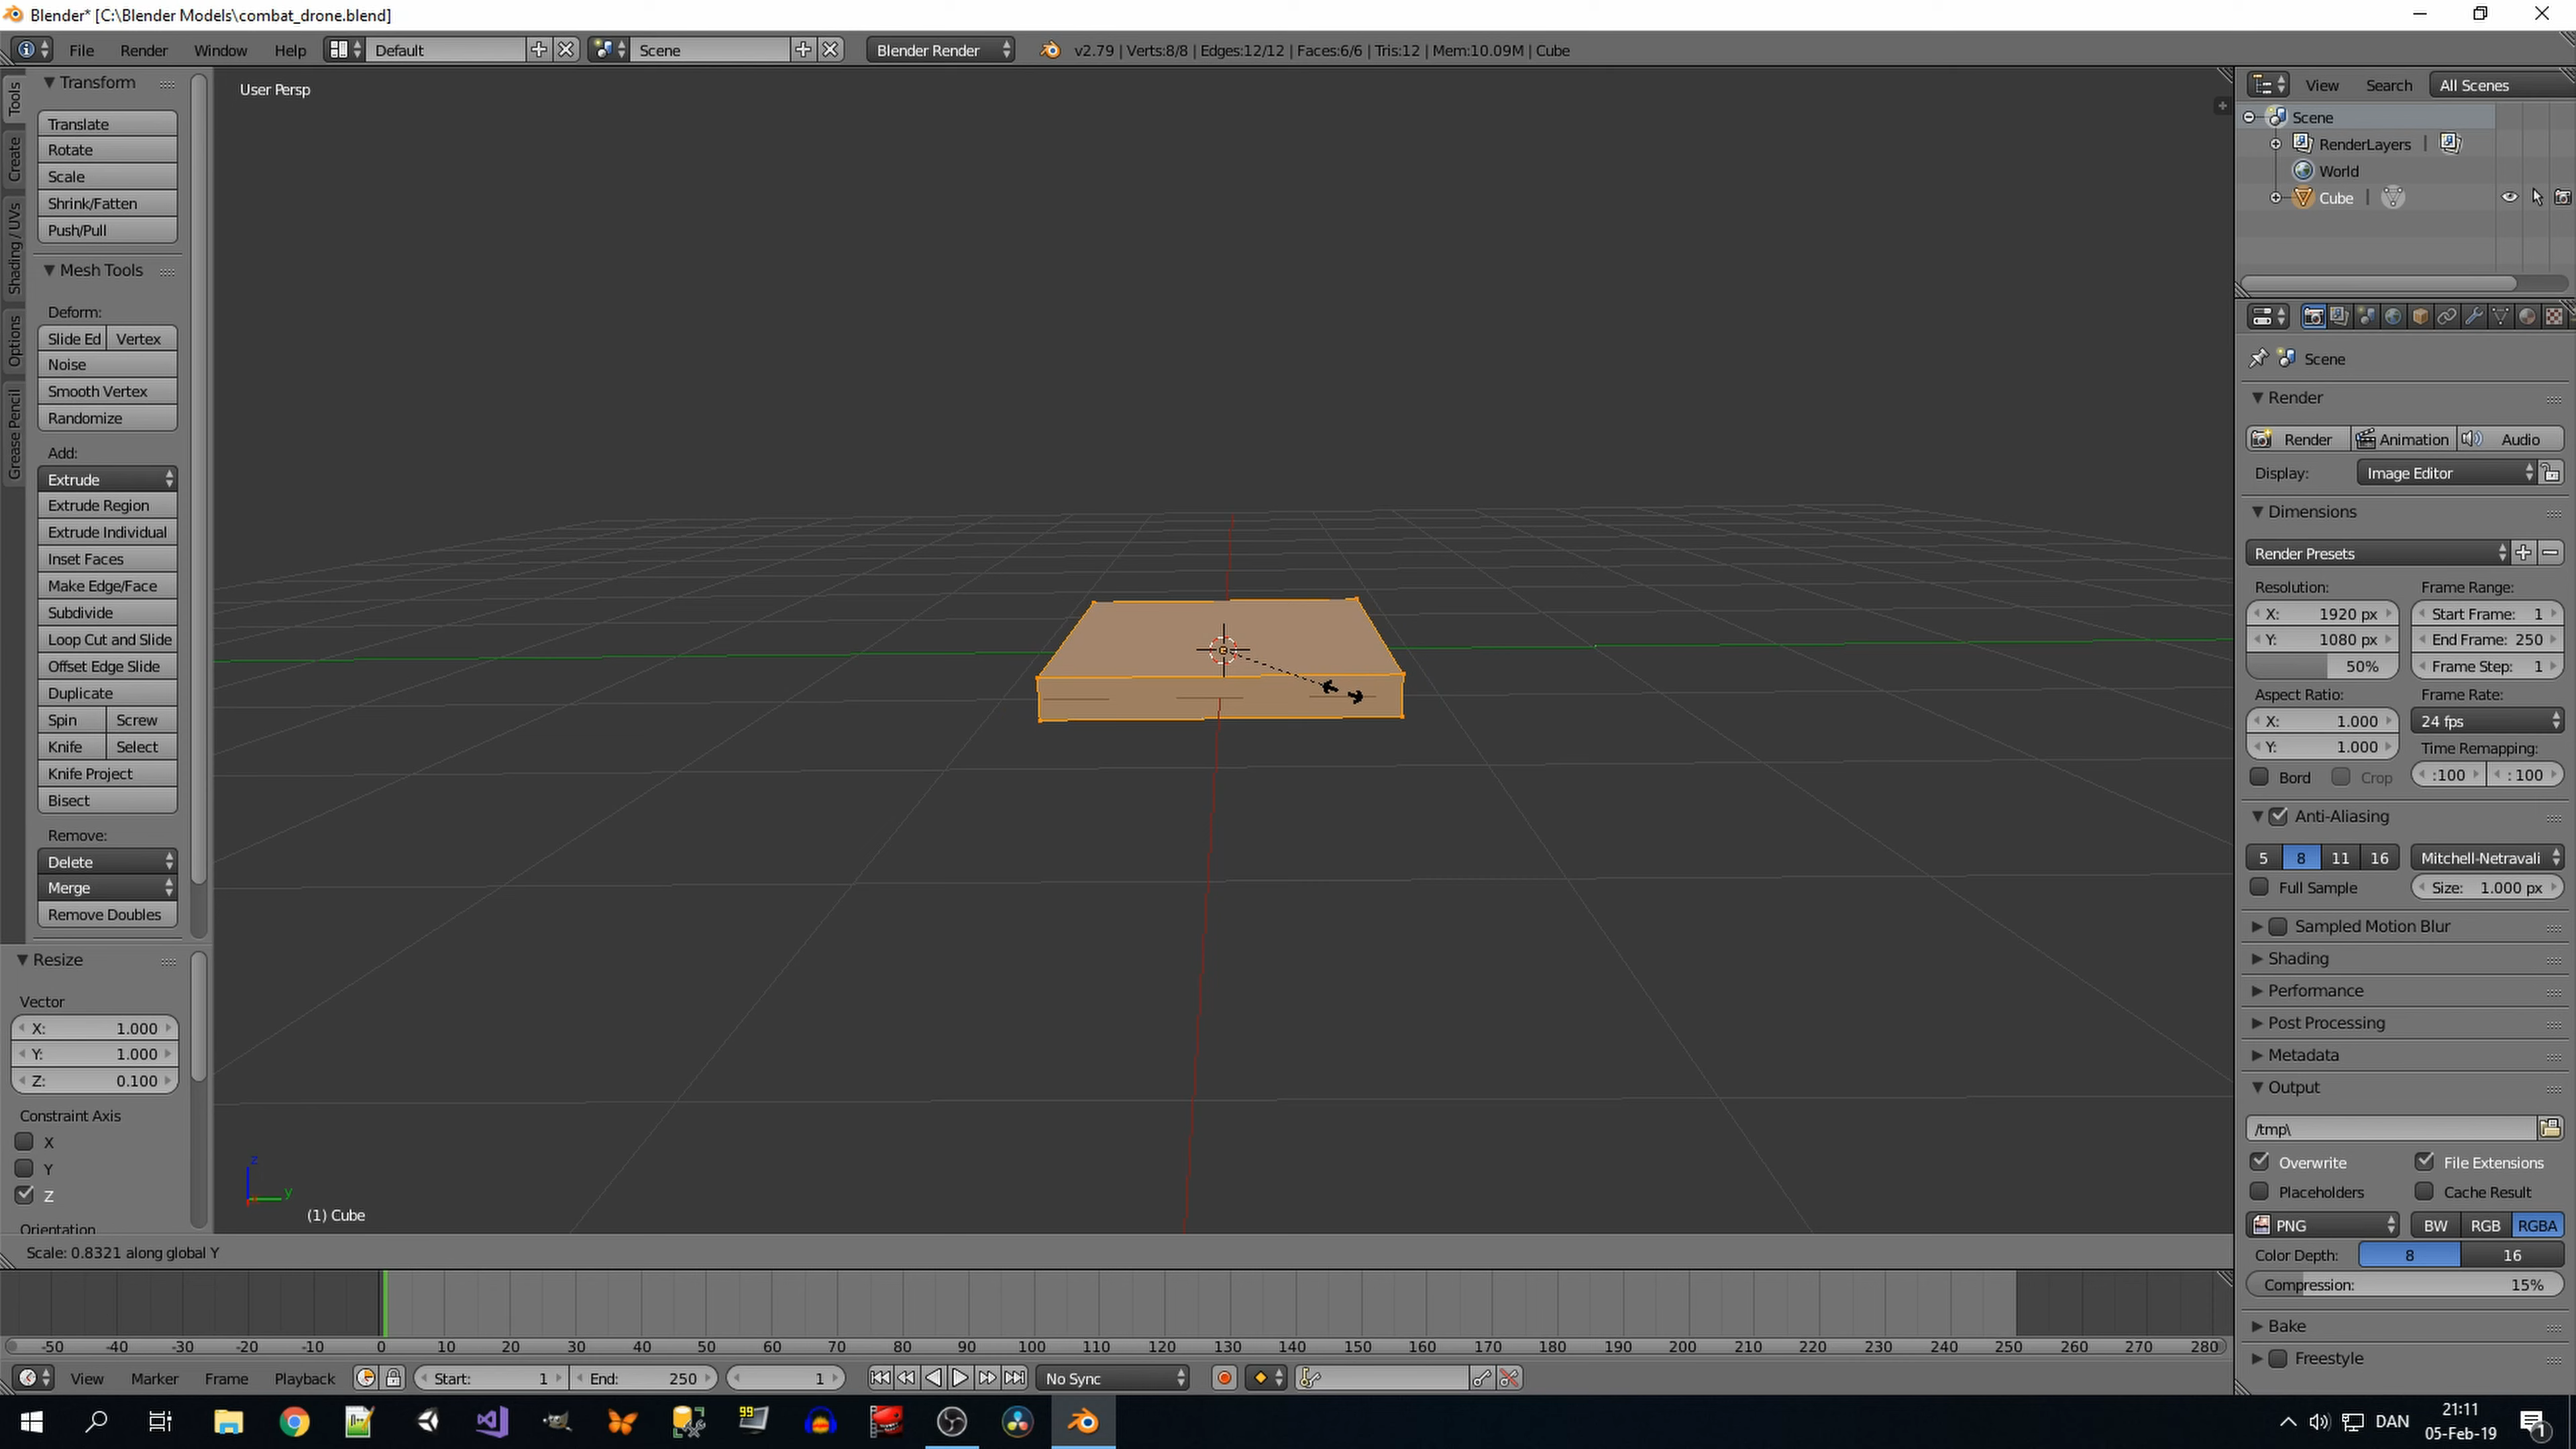 Blender* [C:\Blender Models\combat_drone.blend]
File Render Window Help Default Scene Blender Render v2.79 | Verts:8/8 | Edges:12/12 | Faces:6/6 | Tris:12 | Mem:10.09M | Cube
Tools
Create
Shading / UVs
Options
Grease Pencil
Transform
Translate
Rotate
Scale
Shrink/Fatten
Push/Pull
Mesh Tools
Deform:
Slide Ed Vertex
Noise
Smooth Vertex
Randomize
Add:
Extrude
Extrude Region
Extrude Individual
Inset Faces
Make Edge/Face
Subdivide
Loop Cut and Slide
Offset Edge Slide
Duplicate
Spin Screw
Knife Select
Knife Project
Bisect
Remove:
Delete
Merge
Remove Doubles
Resize
Vector
X: 1.000
Y: 1.000
Z: 0.100
Constraint Axis
X
Y
Z
Orientation
User Persp
z
y
(1) Cube
Scale: 0.8321 along global Y
View Search All Scenes
Scene
RenderLayers |
World
Cube |
Scene
Render
Render Animation Audio
Display: Image Editor
Dimensions
Render Presets
Resolution: Frame Range:
X: 1920 px Start Frame: 1
Y: 1080 px End Frame: 250
50% Frame Step: 1
Aspect Ratio: Frame Rate:
X: 1.000 24 fps
Y: 1.000 Time Remapping:
Bord Crop :100 : 100
Anti-Aliasing
5 8 11 16 Mitchell-Netravali
Full Sample Size: 1.000 px
Sampled Motion Blur
Shading
Performance
Post Processing
Metadata
Output
/tmp\
Overwrite File Extensions
Placeholders Cache Result
PNG BW RGB RGBA
Color Depth: 8 16
Compression: 15%
Bake
Freestyle
-50 -40 -30 -20 -10 0 10 20 30 40 50 60 70 80 90 100 110 120 130 140 150 160 170 180 190 200 210 220 230 240 250 260 270 280
View Marker Frame Playback Start: 1 End: 250 1 No Sync
99
DAN
21:11
05-Feb-19
1